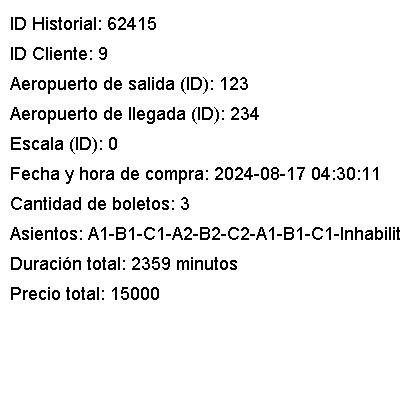 ID Historial: 62415
ID Cliente: 9
Aeropuerto de salida (ID): 123
Aeropuerto de llegada (ID): 234
Escala (ID): 0
Fecha y hora de compra: 2024-08-17 04:30:11
Cantidad de boletos: 3
Asientos: A1-B1-C1-A2-B2-C2-A1-B1-C1-Inhabilit
Duración total: 2359 minutos
Precio total: 15000